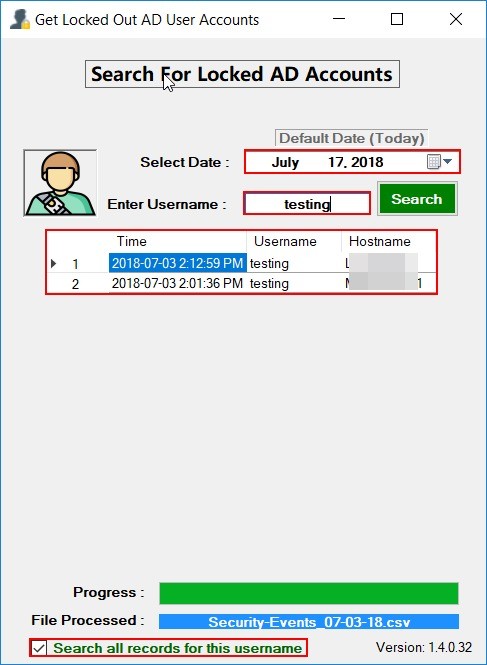 Get Locked Out AD User Accounts
Search For Locked AD Accounts
Default Date (Today)
Select Date : July 17, 2018
Enter Username : testing Search
Time Username Hostname
1 2018-07-03 2:12:59 PM testing
2 2018-07-03 2:01:36 PM testing
Progress :
File Processed : Security-Events_07-03-18.csv
Search all records for this username Version: 1.4.0.32